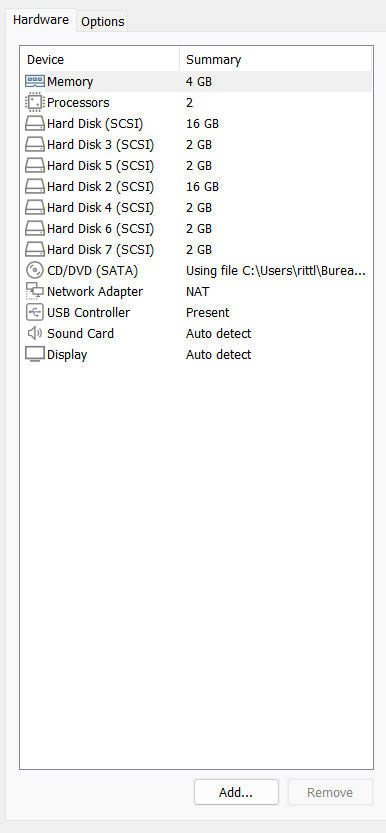 Hardware Options
Device Summary
Memory 4 GB
Processors 2
Hard Disk (SCSI) 16 GB
Hard Disk 3 (SCSI) 2 GB
Hard Disk 5 (SCSI) 2 GB
Hard Disk 2 (SCSI) 16 GB
Hard Disk 4 (SCSI) 2 GB
Hard Disk 6 (SCSI) 2 GB
Hard Disk 7 (SCSI) 2 GB
CD/DVD (SATA) Using file C:\Users\rittl\Burea...
Network Adapter NAT
USB Controller Present
Sound Card Auto detect
Display Auto detect
Add... Remove